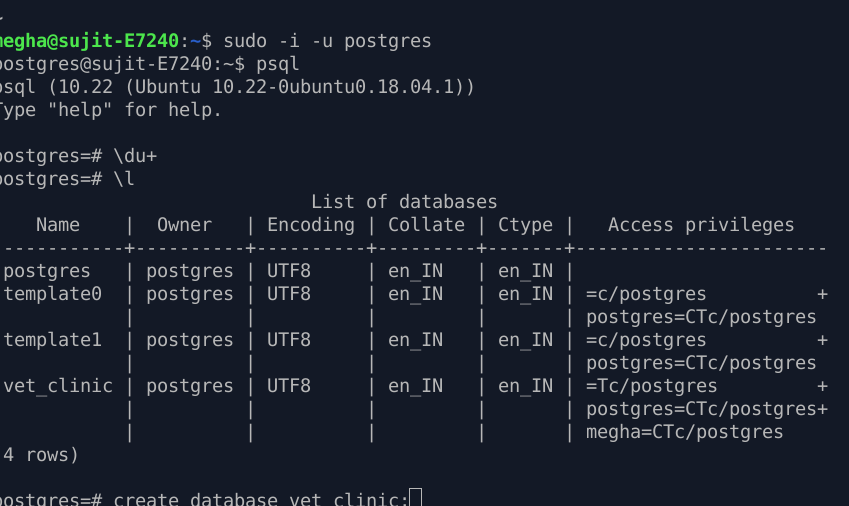 megha@sujit-E7240:~$ sudo -i -u postgres
postgres@sujit-E7240:~$ psql
psql (10.22 (Ubuntu 10.22-0ubuntu0.18.04.1))
Type "help" for help.
postgres=# \du+
postgres=# \l
                            List of databases
   Name    |  Owner   | Encoding | Collate | Ctype |   Access privileges
-----------+----------+----------+---------+-------+-----------------------
postgres   | postgres | UTF8     | en_IN   | en_IN |
template0  | postgres | UTF8     | en_IN   | en_IN | =c/postgres          +
           |          |          |         |       | postgres=CTc/postgres
template1  | postgres | UTF8     | en_IN   | en_IN | =c/postgres          +
           |          |          |         |       | postgres=CTc/postgres
vet_clinic | postgres | UTF8     | en_IN   | en_IN | =Tc/postgres         +
           |          |          |         |       | postgres=CTc/postgres+
           |          |          |         |       | megha=CTc/postgres
4 rows)
postgres=# create database vet_clinic;